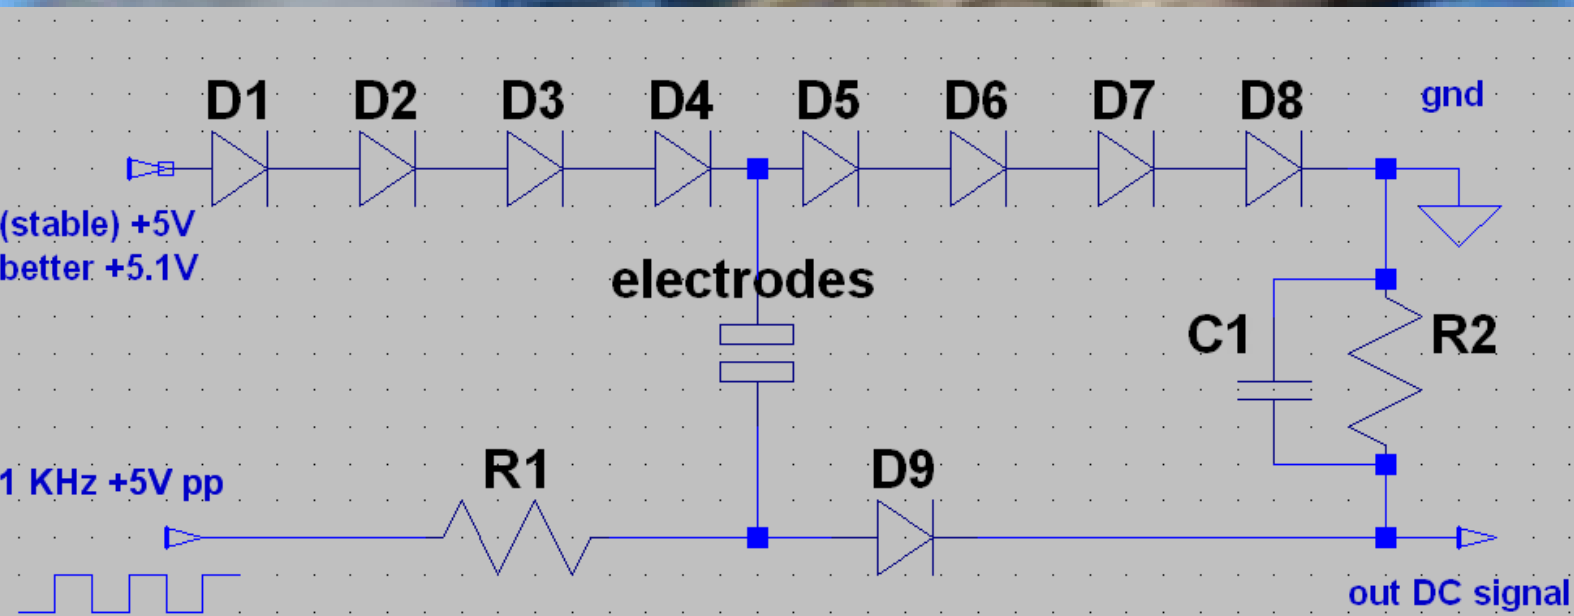 D1 D2 D3 D4 D5 D6 D7 D8 gnd
(stable) +5V
better +5.1V
electrodes
C1 R2
R1 D9
1 KHz +5V pp
out DC signal